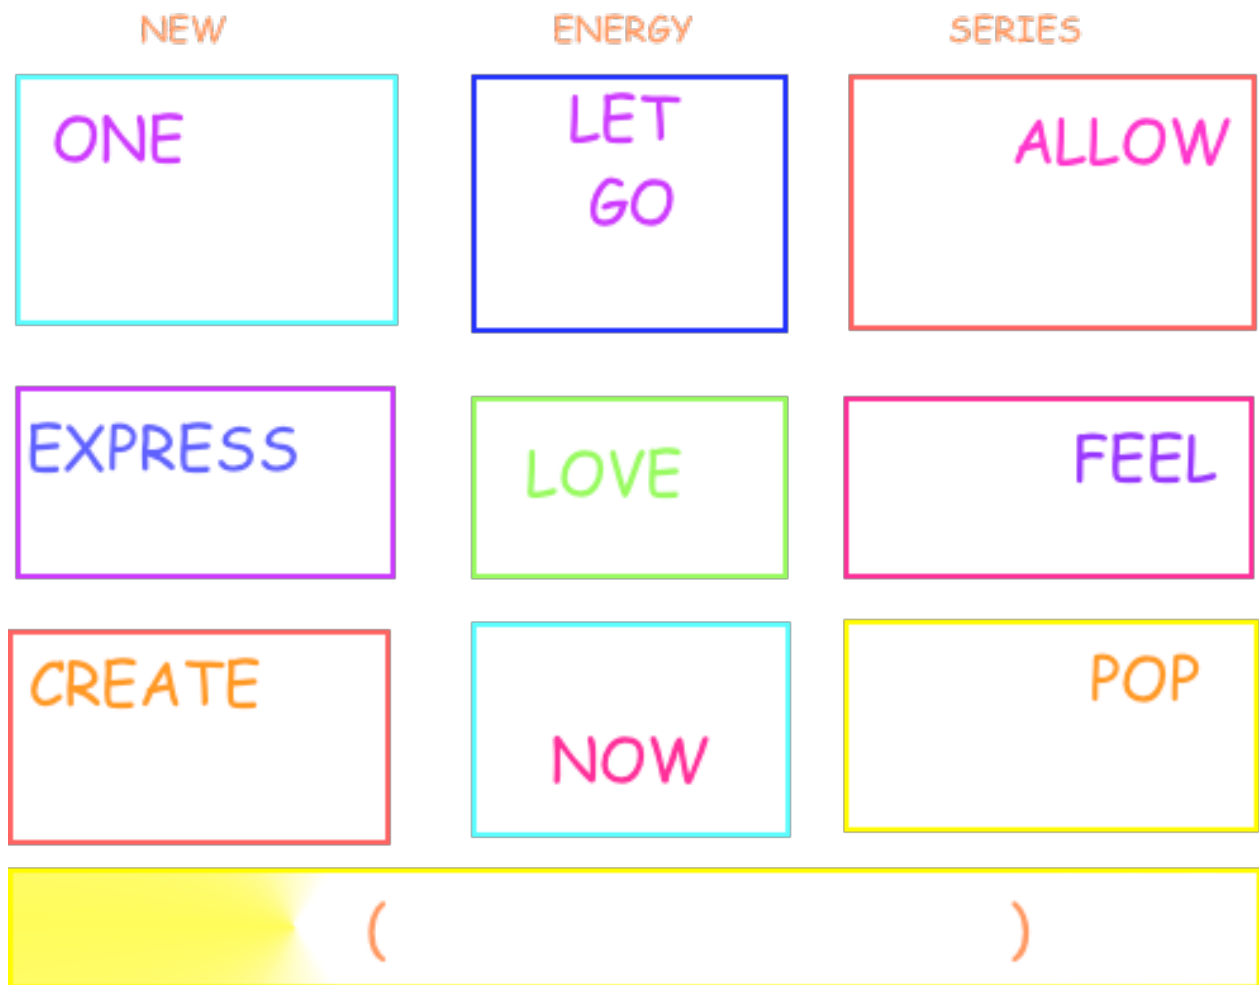 NEW ENERGY SERIES
ONE LET GO ALLOW
EXPRESS LOVE FEEL
CREATE NOW POP
( )